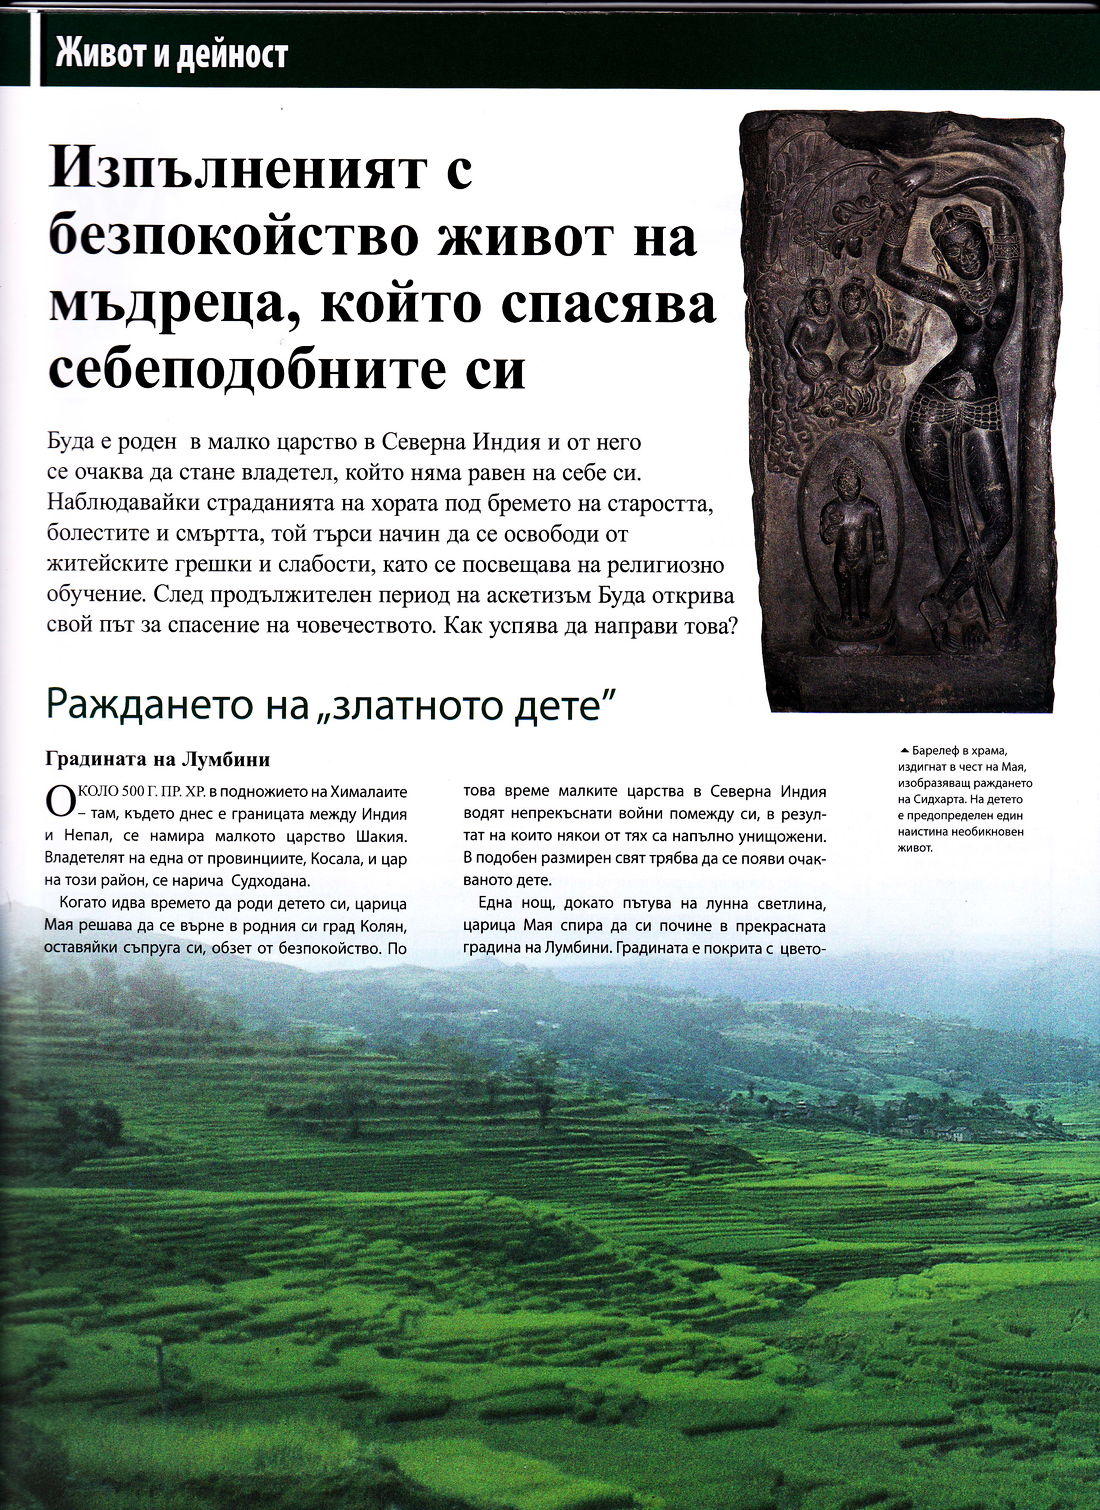 Живот и дейност
Изпълненият с
безпокойство живот на
мъдреца, който спасява
себеподобните си
Буда е роден в малко царство в Северна Индия и от него
се очаква да стане владетел, който няма равен на себе си.
Наблюдавайки страданията на хората под бремето на старостта,
болестите и смъртта, той търси начин да се освободи от
житейските грешки и слабости, като се посвещава на религиозно
обучение. След продължителен период на аскетизъм Буда открива
свой път за спасение на човечеството. Как успява да направи това?
Раждането на „златното дете”
Градината на Лумбини
ОКОЛО 500 Г. ПР. ХР. в подножието на Хималаите
– там, където днес е границата между Индия
и Непал, се намира малкото царство Шакия.
Владетелят на една от провинциите, Косала, и цар
на този район, се нарича Судходана.
Когато идва времето да роди детето си, царица
Мая решава да се върне в родния си град Колян,
оставяйки съпруга си, обзет от безпокойство. По
това време малките царства в Северна Индия
водят непрекъснати войни помежду си, в резул-
тат на които някои от тях са напълно унищожени.
В подобен размирен свят трябва да се появи очак-
ваното дете.
Една нощ, докато пътува на лунна светлина,
царица Мая спира да си почине в прекрасната
градина на Лумбини. Градината е покрита с цвето-
Барелеф в храма,
издигнат в чест на Мая,
изобразяващ раждането
на Сидхарта. На детето
е предопределен един
наистина необикновен
живот.